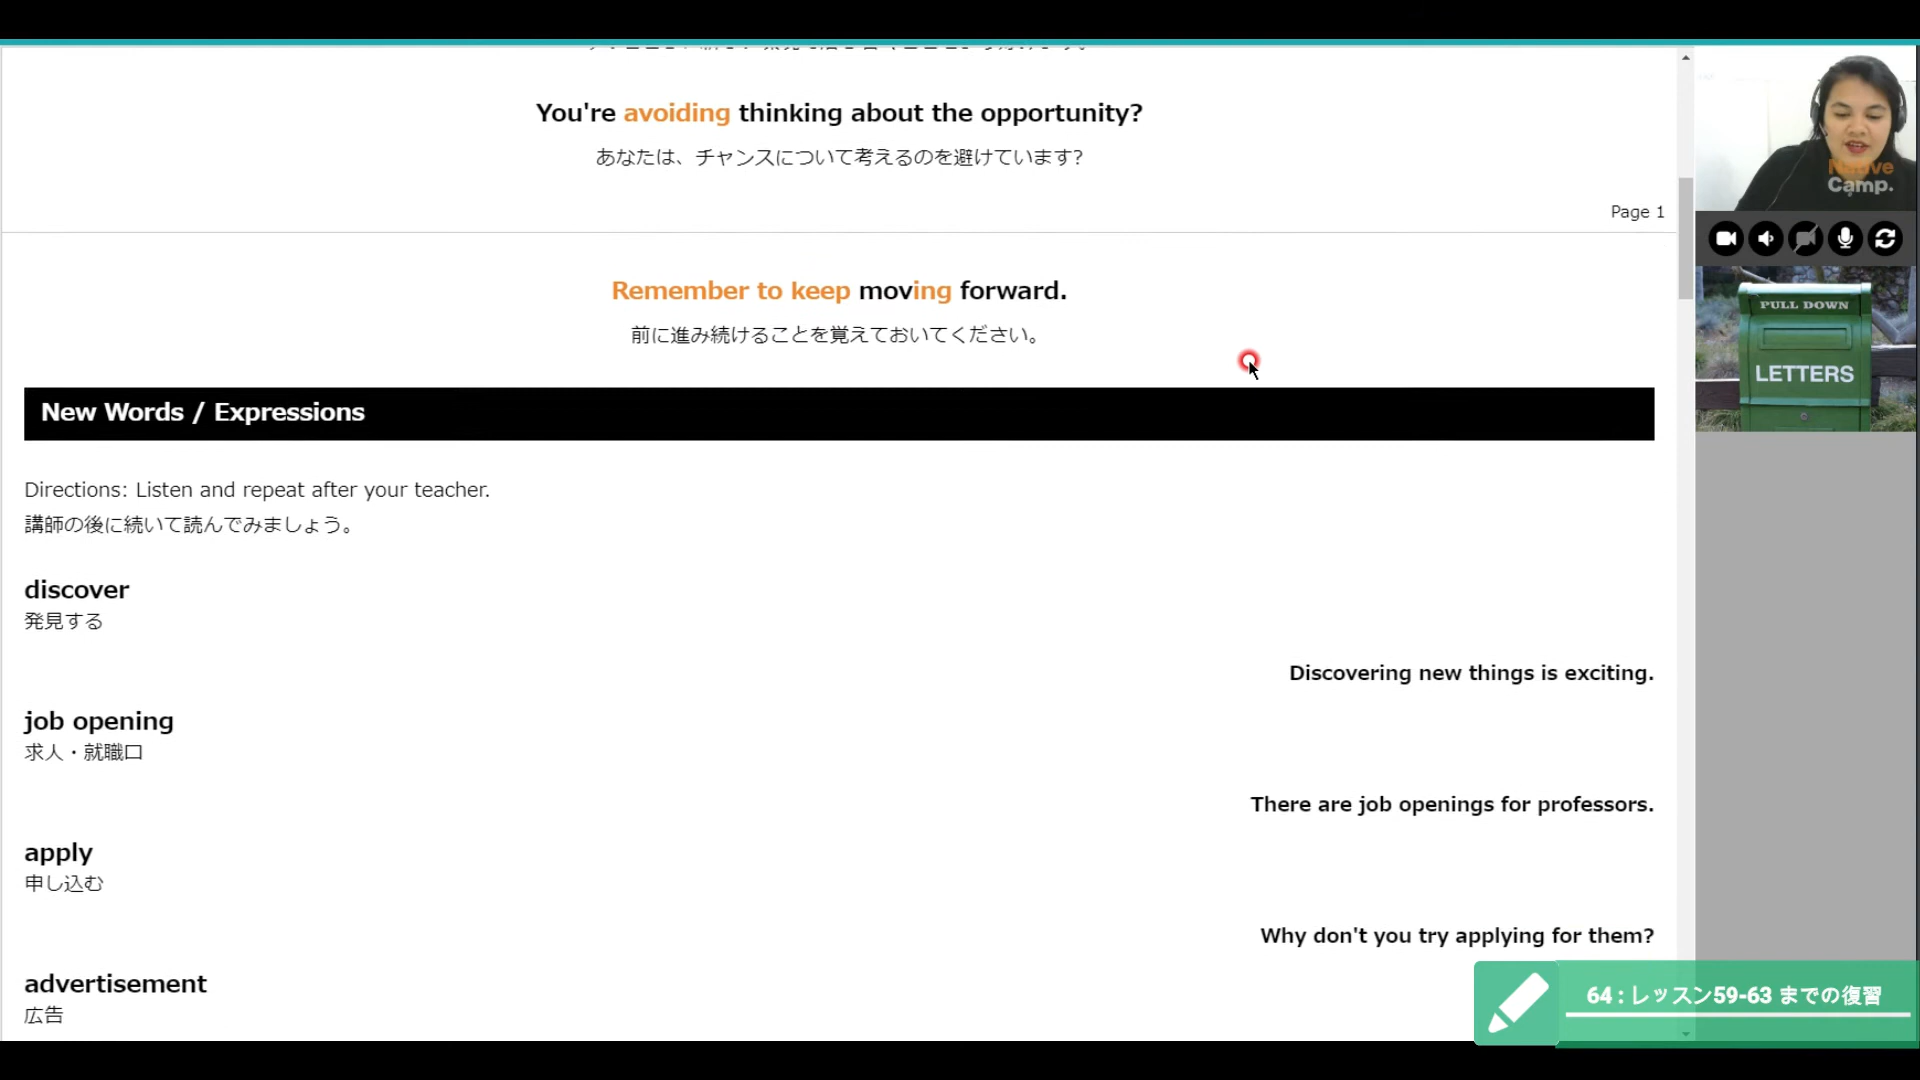 You're avoiding thinking about the opportunity?
あなたは、チャンスについて考えるのを避けています?
Page 1
Remember to keep moving forward.
前に進み続けることを覚えておいてください。
New Words / Expressions
Directions: Listen and repeat after your teacher.
講師の後に続いて読んでみましょう。
discover
発見する
Discovering new things is exciting.
job opening
求人・就職口
There are job openings for professors.
apply
申し込む
Why don't you try applying for them?
advertisement
広告
Native
Camp.
PULL DOWN
LETTERS
64 : レッスン59-63 までの復習